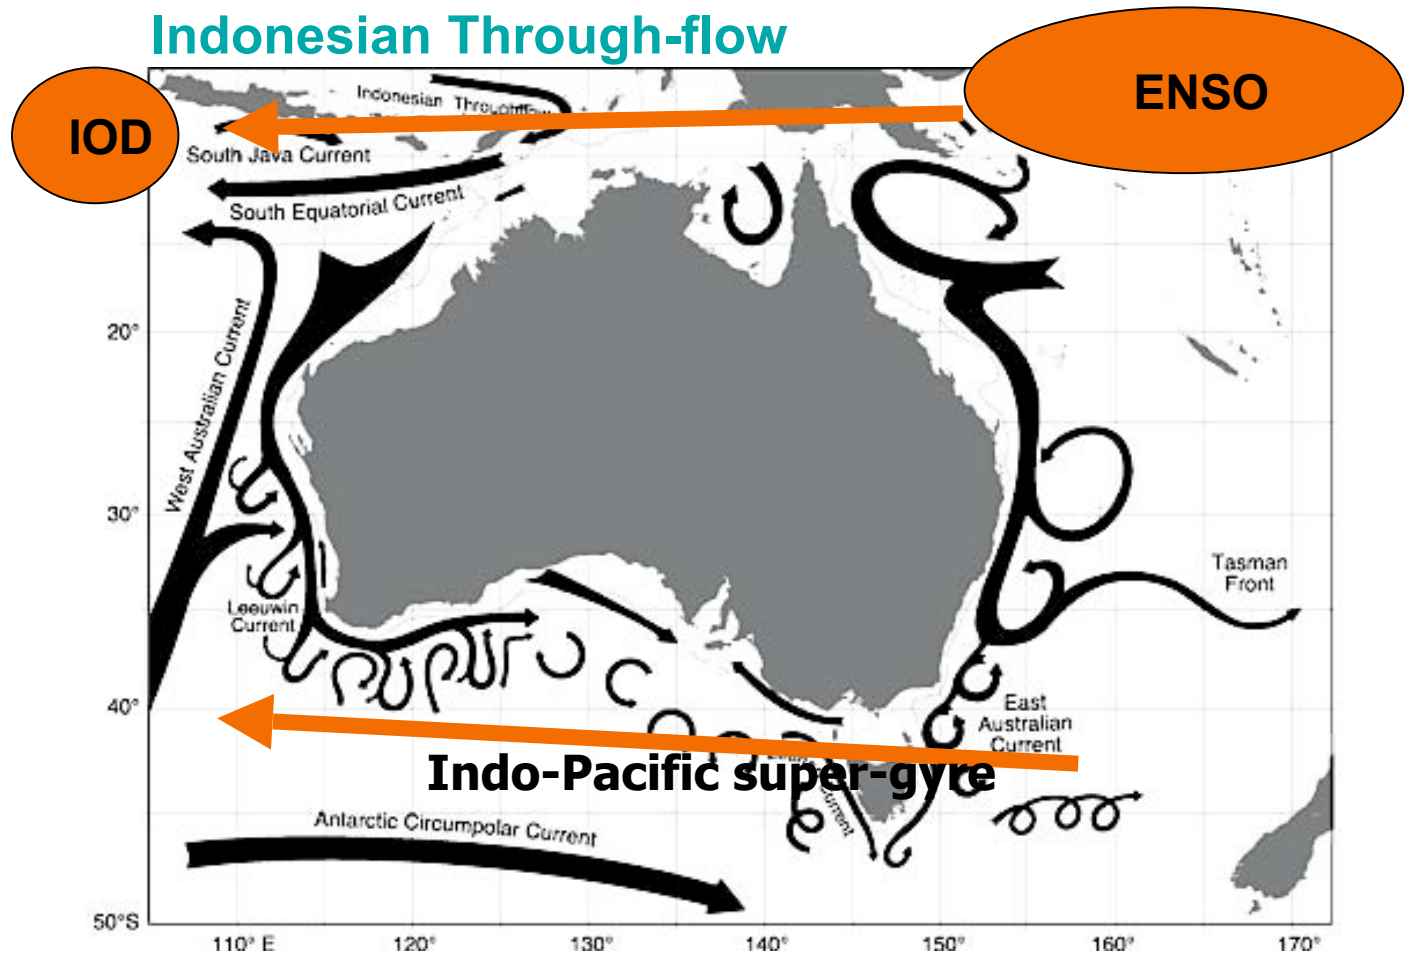 Indonesian Through-flow
ENSO
IOD
Indonesian Throughflow
South Java Current
South Equatorial Current
West Australian Current
20°
30°
Tasman
Front
Leeuwin
Current
40°
East
Australian
Current
Indo-Pacific super-gyre
Current
Antarctic Circumpolar Current
50°S
110° E
120°
130°
140°
150°
160°
170°